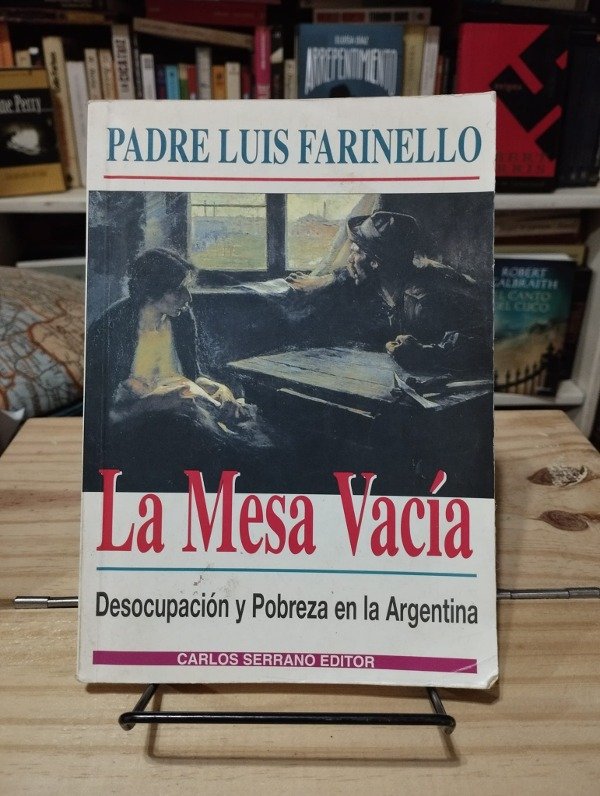 PADRE LUIS FARINELLO
La Mesa Vacía
Desocupación y Pobreza en la Argentina
CARLOS SERRANO EDITOR
ARREPENTIMIENTO
ROBERT
GALBRAITH
EL CANTO
DEL CUCO